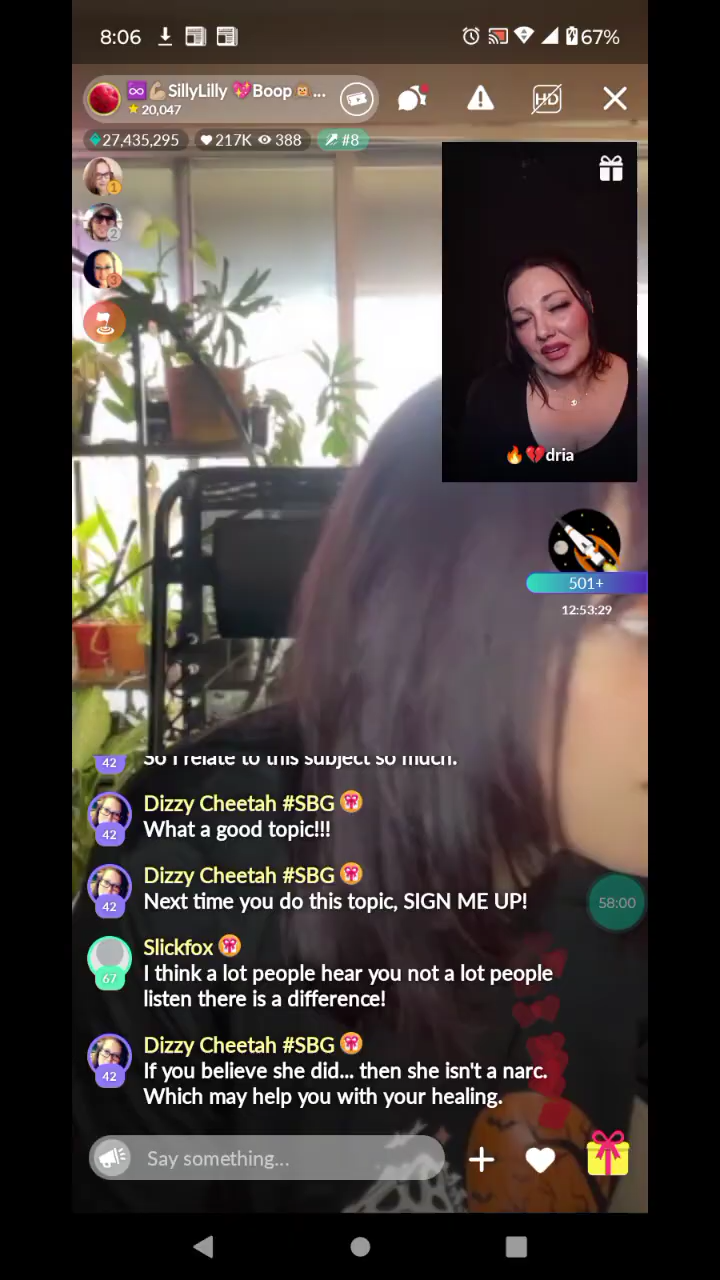 8:06
67%
♾️💪🏼SillyLilly 💖Boop 🙊...
20,047
HD
27,435,295 217K 388 #8
1
2
3
🔥💔dria
501+
12:53:29
42 So I relate to this subject so much.
Dizzy Cheetah #SBG
42 What a good topic!!!
Dizzy Cheetah #SBG
42 Next time you do this topic, SIGN ME UP!
58:00
Slickfox
67 I think a lot people hear you not a lot people
listen there is a difference!
Dizzy Cheetah #SBG
42 If you believe she did... then she isn't a narc.
Which may help you with your healing.
Say something...